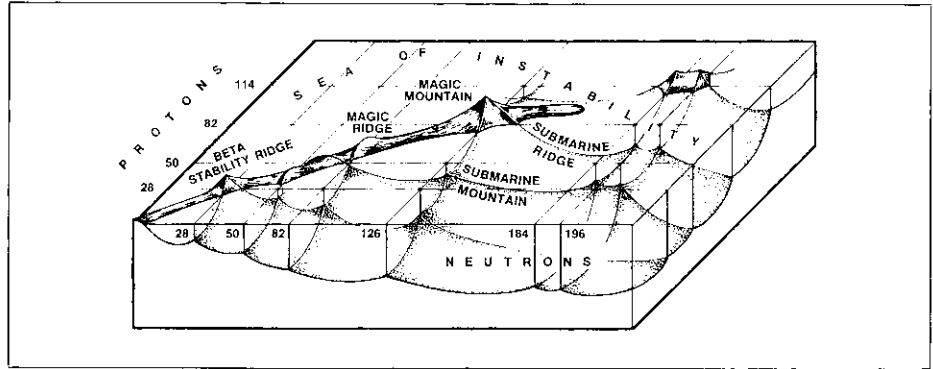 PROTONS
114
82
50
28
SEA OF INSTABILITY
MAGIC
MOUNTAIN
MAGIC
RIDGE
BETA
STABILITY RIDGE
SUBMARINE
RIDGE
SUBMARINE
MOUNTAIN
28 50 82 126 184 196
NEUTRONS